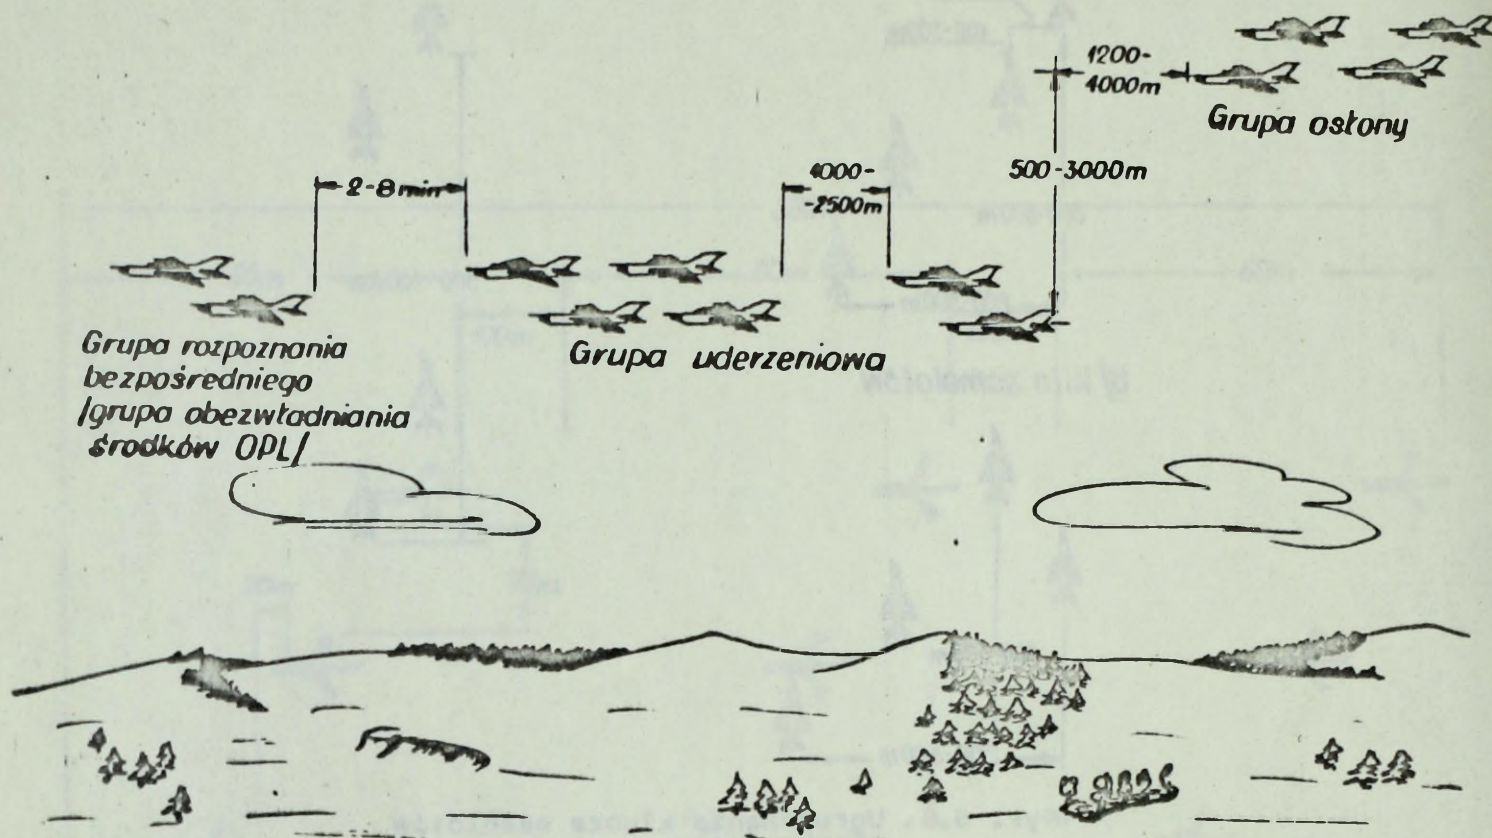 1200-
4000m
Grupa osłony
2-8 min
1000-
-2500m
500-3000m
Grupa rozpoznania
bezpośredniego
/grupa obezwładniania
środków OPL/
Grupa uderzeniowa